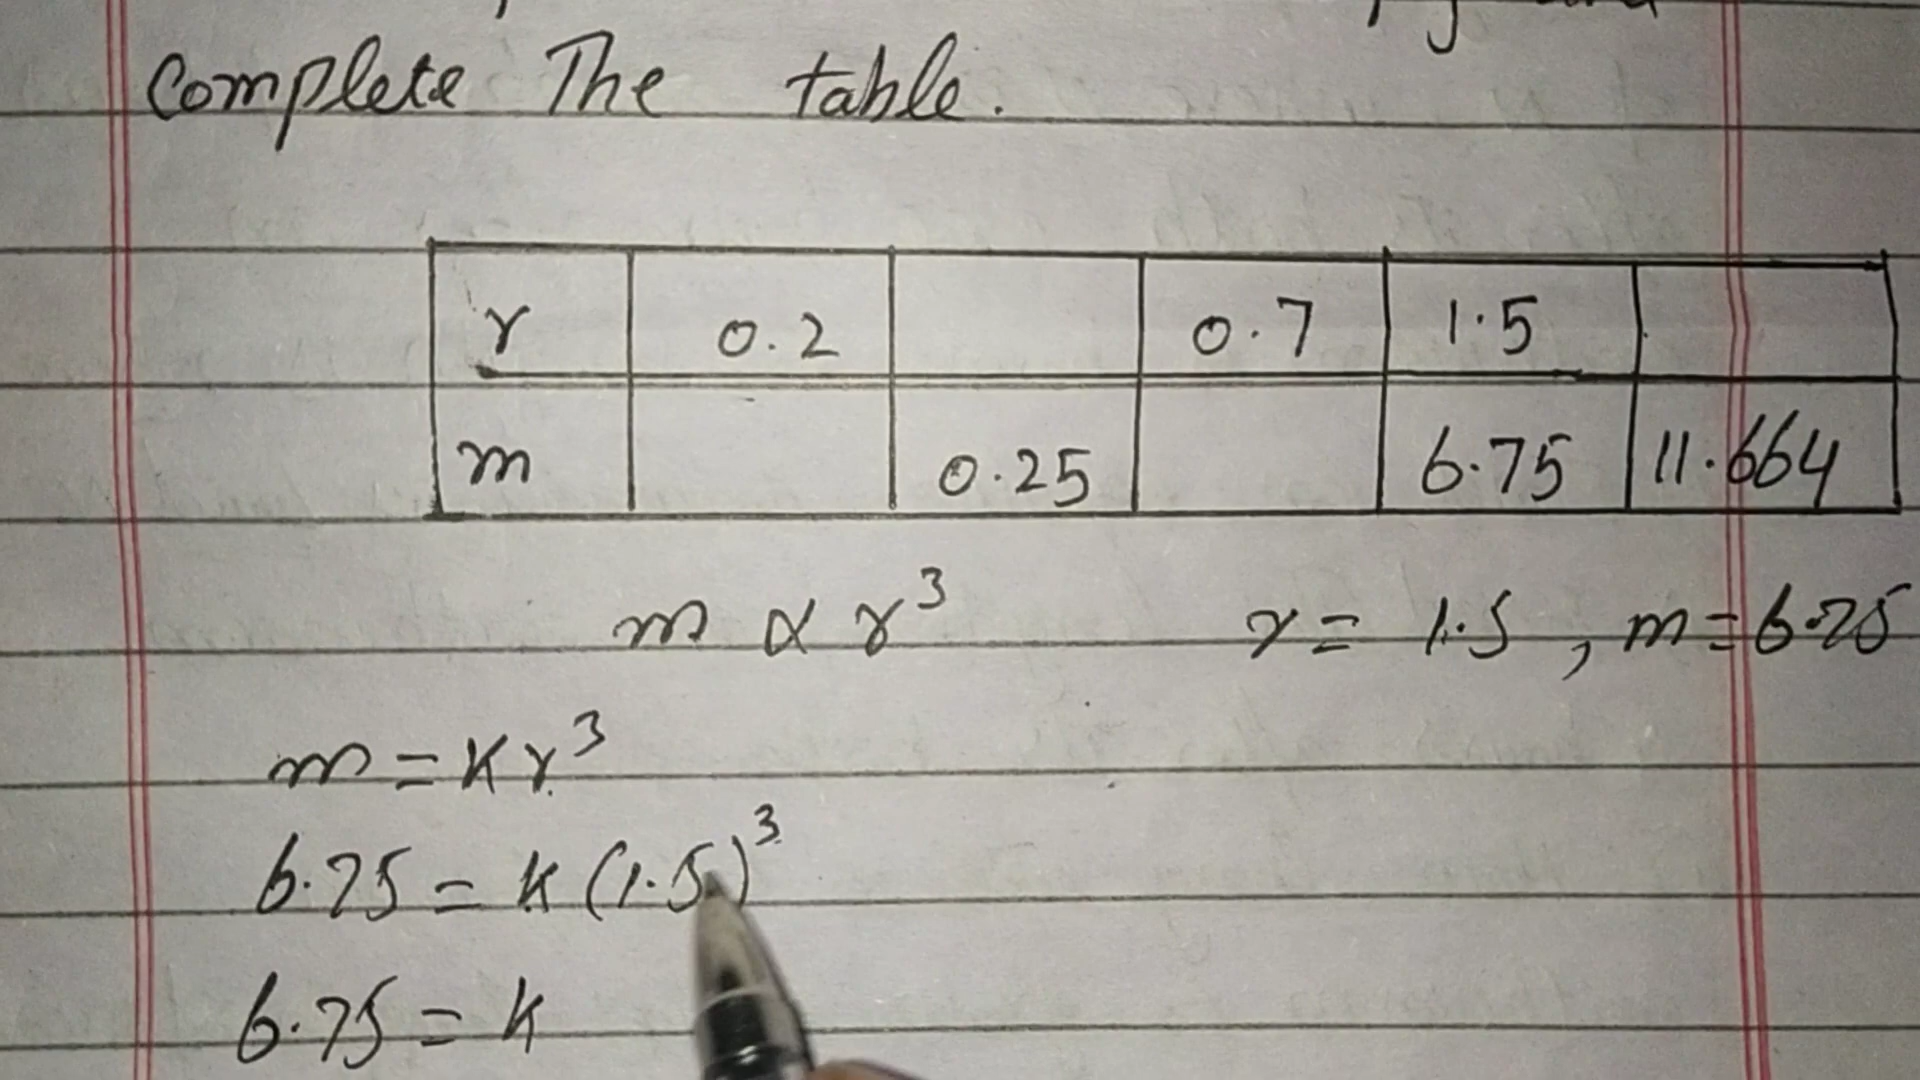 Complete The table.
r 0.2 0.7 1.5
m 0.25 6.75 11.664
m ∝ r³ r = 1.5 , m = 6.75
m = k r³
6.75 = k (1.5)³
6.75 = k